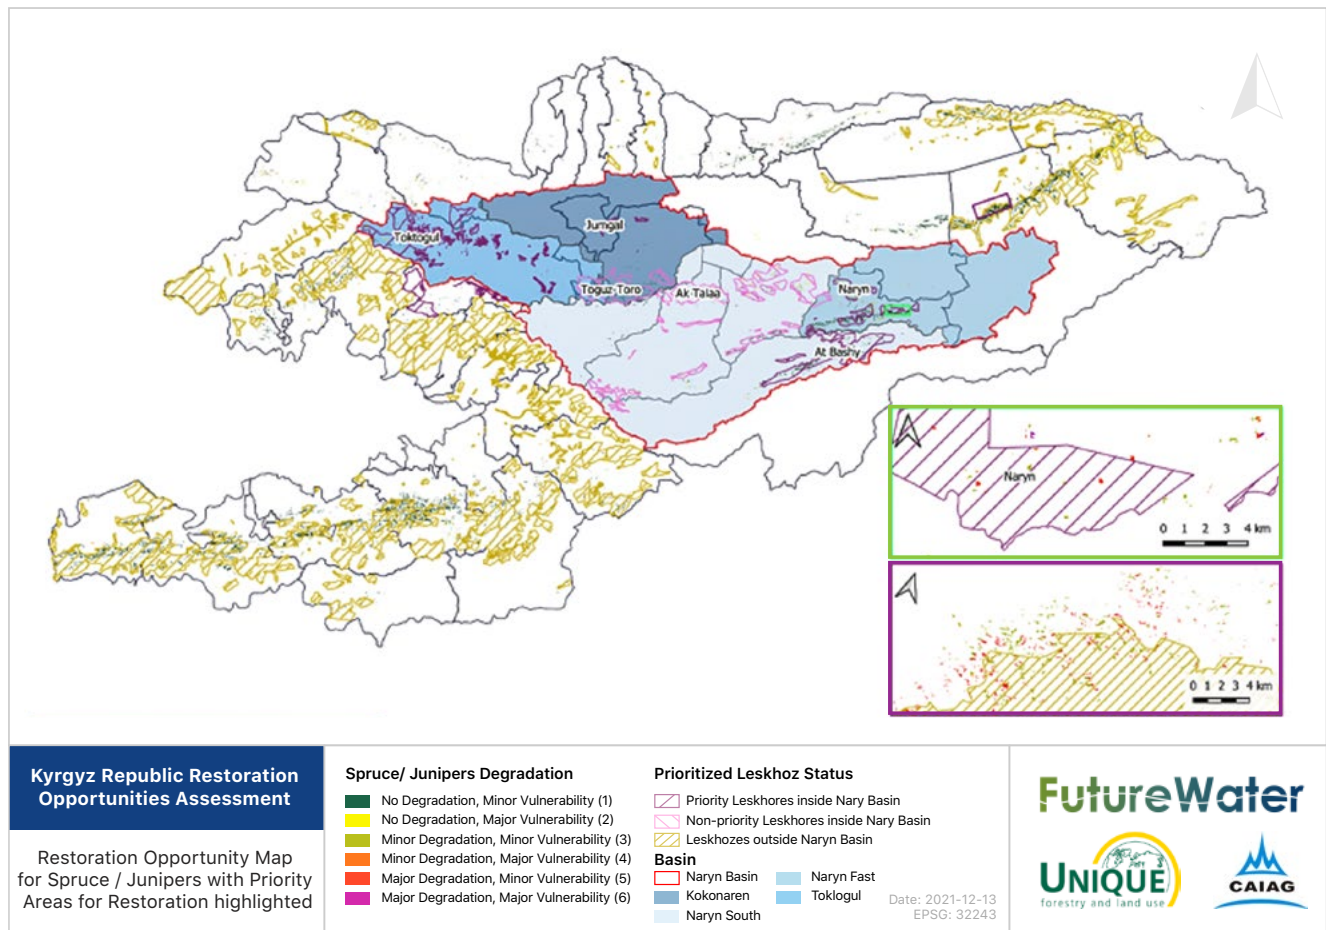 Jumgal
Toktogul
Toguz-Toro
Ak-Talaa
Naryn
At Bashy
Naryn
0 1 2 3 4 km
0 1 2 3 4 km
Kyrgyz Republic Restoration
Opportunities Assessment
Restoration Opportunity Map
for Spruce / Junipers with Priority
Areas for Restoration highlighted
Spruce/ Junipers Degradation
No Degradation, Minor Vulnerability (1)
No Degradation, Major Vulnerability (2)
Minor Degradation, Minor Vulnerability (3)
Minor Degradation, Major Vulnerability (4)
Major Degradation, Minor Vulnerability (5)
Major Degradation, Major Vulnerability (6)
Prioritized Leskhoz Status
Priority Leskhores inside Nary Basin
Non-priority Leskhores inside Nary Basin
Leskhozes outside Naryn Basin
Basin
Naryn Basin
Kokonaren
Naryn South
Naryn Fast
Toklogul
Date: 2021-12-13
EPSG: 32243
FutureWater
UNIQUE
forestry and land use
CAIAG